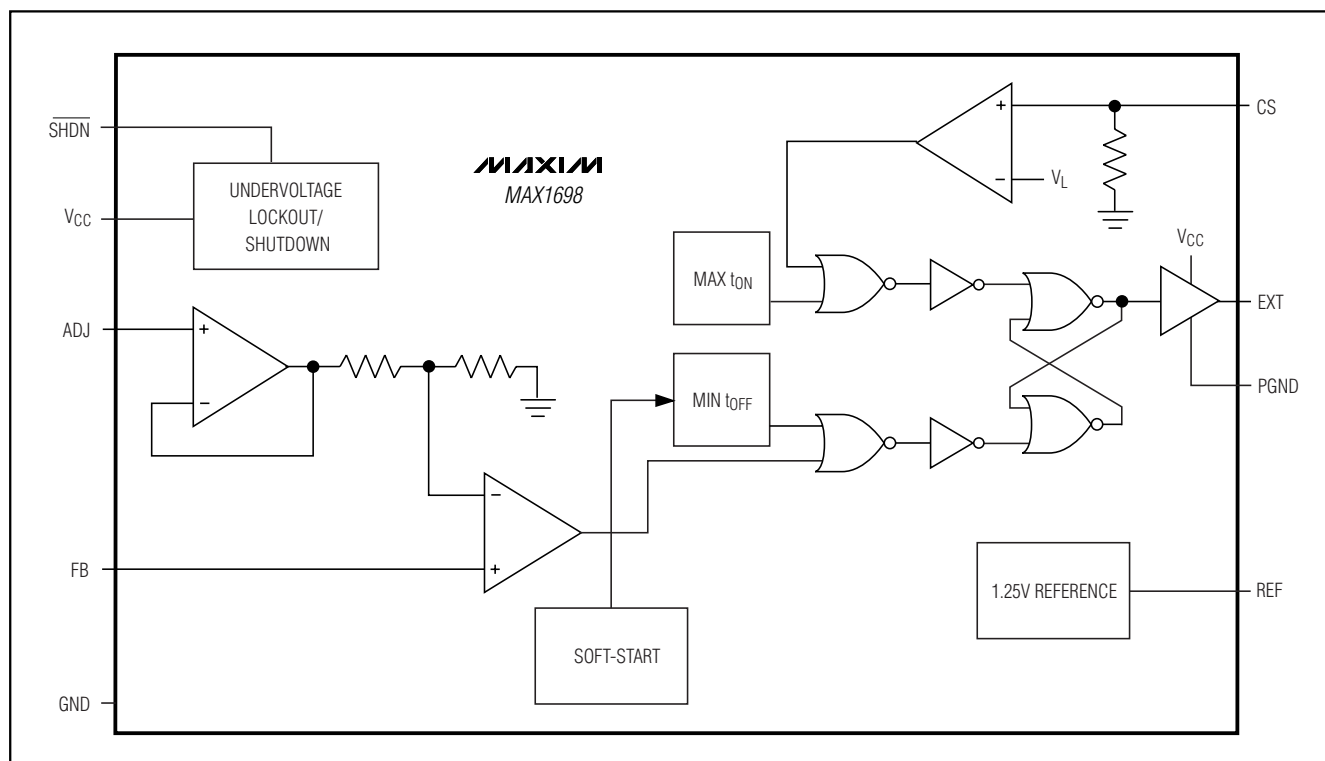 SHDN
VCC
ADJ
FB
GND
UNDERVOLTAGE
LOCKOUT/
SHUTDOWN
MAXIM
MAX1698
+
−
−
+
SOFT-START
MAX tON
MIN tOFF
+
−
VL
CS
VCC
EXT
PGND
1.25V REFERENCE
REF